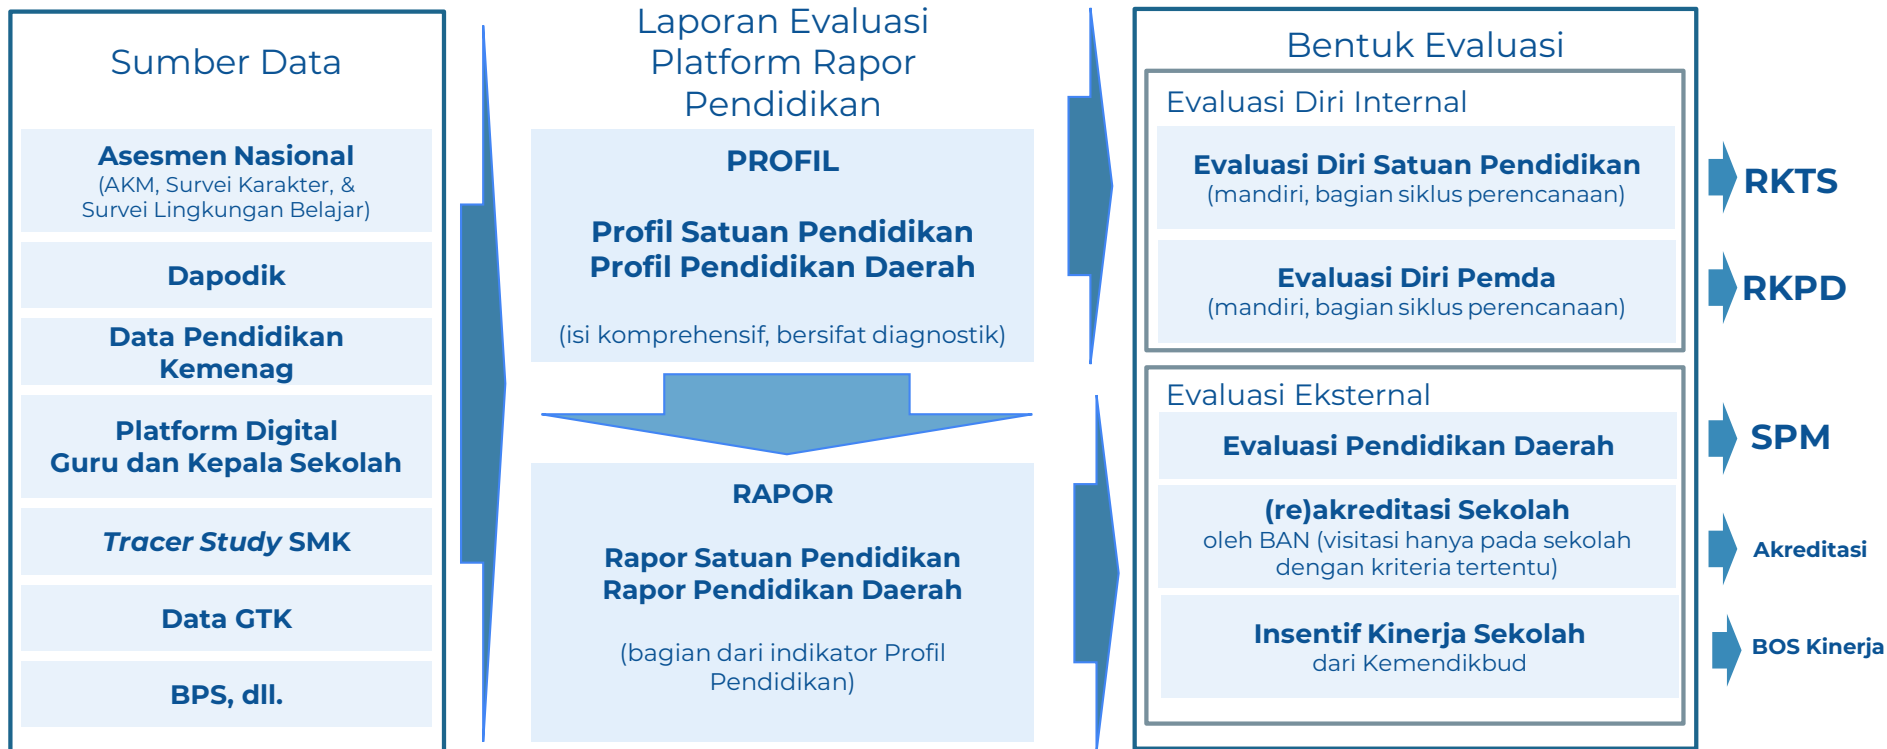 Sumber Data
Asesmen Nasional
(AKM, Survei Karakter, &
Survei Lingkungan Belajar)
Dapodik
Data Pendidikan
Kemenag
Platform Digital
Guru dan Kepala Sekolah
Tracer Study SMK
Data GTK
BPS, dll.
Laporan Evaluasi
Platform Rapor
Pendidikan
PROFIL
Profil Satuan Pendidikan
Profil Pendidikan Daerah
(isi komprehensif, bersifat diagnostik)
RAPOR
Rapor Satuan Pendidikan
Rapor Pendidikan Daerah
(bagian dari indikator Profil
Pendidikan)
Bentuk Evaluasi
Evaluasi Diri Internal
Evaluasi Diri Satuan Pendidikan
(mandiri, bagian siklus perencanaan)
Evaluasi Diri Pemda
(mandiri, bagian siklus perencanaan)
Evaluasi Eksternal
Evaluasi Pendidikan Daerah
(re)akreditasi Sekolah
oleh BAN (visitasi hanya pada sekolah
dengan kriteria tertentu)
Insentif Kinerja Sekolah
dari Kemendikbud
RKTS
RKPD
SPM
Akreditasi
BOS Kinerja